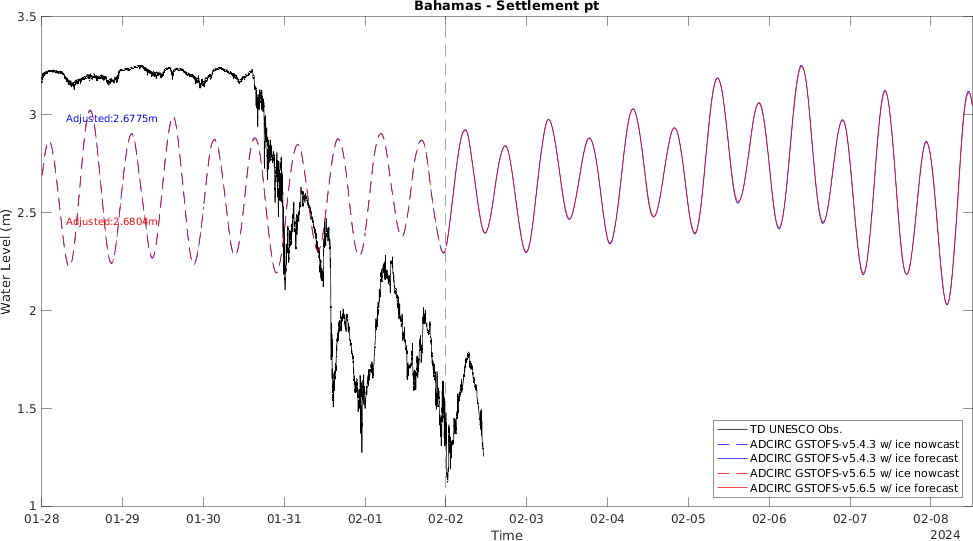 Bahamas - Settlement pt
3.5
3
2.5
2
1.5
1
Water Level (m)
Adjusted:2.6775m
Adjusted:2.6804m
TD UNESCO Obs.
ADCIRC GSTOFS-v5.4.3 w/ ice nowcast
ADCIRC GSTOFS-v5.4.3 w/ ice forecast
ADCIRC GSTOFS-v5.6.5 w/ ice nowcast
ADCIRC GSTOFS-v5.6.5 w/ ice forecast
01-28 01-29 01-30 01-31 02-01 02-02 02-03 02-04 02-05 02-06 02-07 02-08
Time
2024